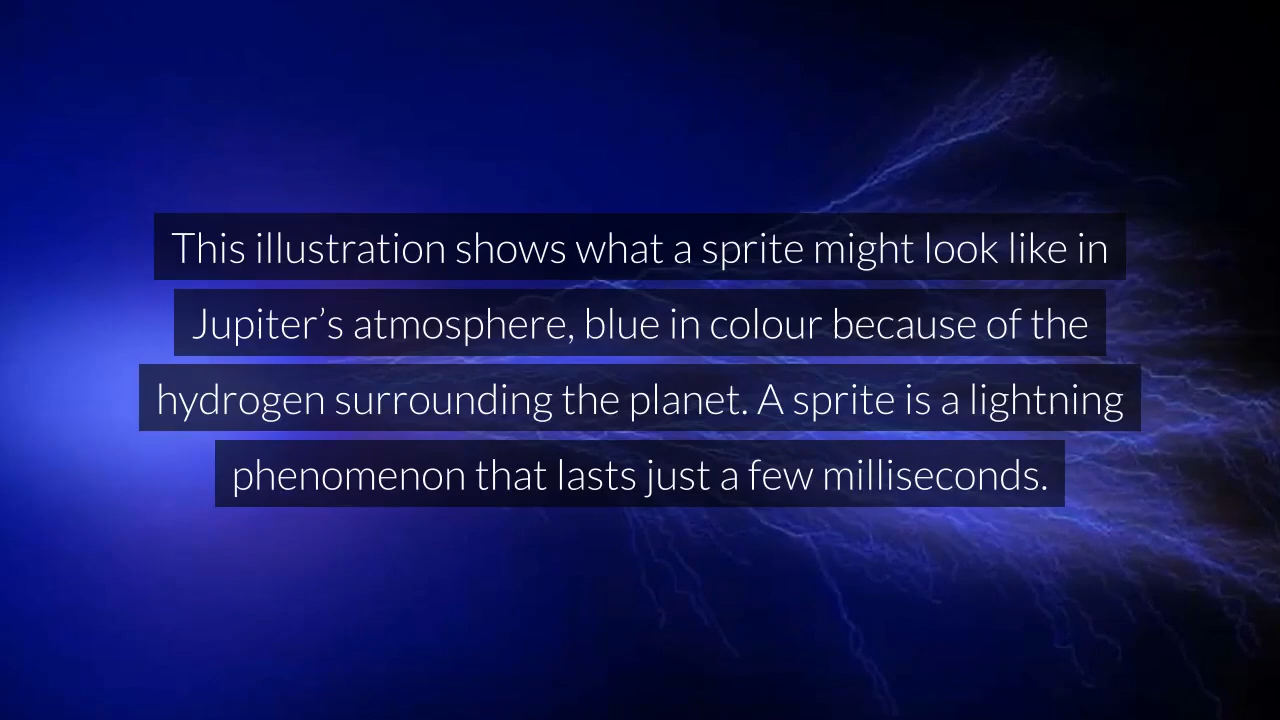 This illustration shows what a sprite might look like in
Jupiter’s atmosphere, blue in colour because of the
hydrogen surrounding the planet. A sprite is a lightning
phenomenon that lasts just a few milliseconds.